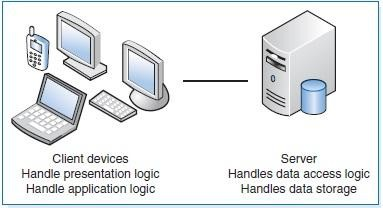 Client devices
Handle presentation logic
Handle application logic
Server
Handles data access logic
Handles data storage